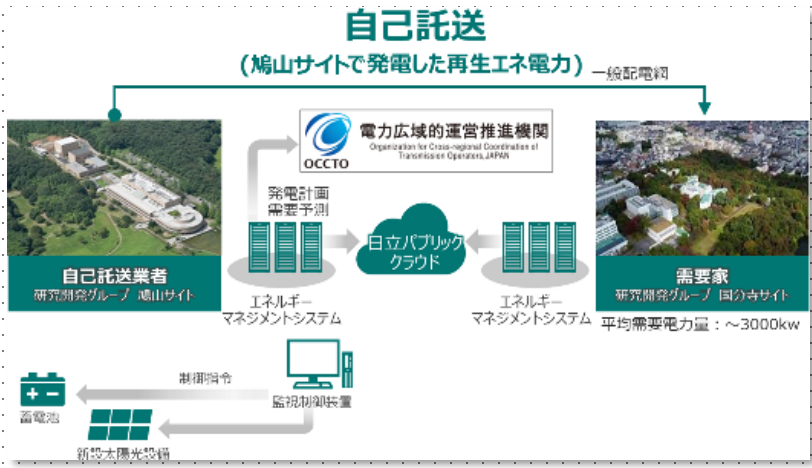 自己託送
(鳩山サイトで発電した再生エネ電力)
一般配電網
電力広域的運営推進機関
Organization for Cross-regional Coordination of
Transmission Operators,JAPAN
OCCTO
発電計画
需要予測
日立パブリック
クラウド
自己託送業者
研究開発グループ 鳩山サイト
エネルギー
マネジメントシステム
エネルギー
マネジメントシステム
需要家
研究開発グループ 国分寺サイト
平均需要電力量:~3000kw
制御指令
監視制御装置
蓄電池
新設太陽光設備